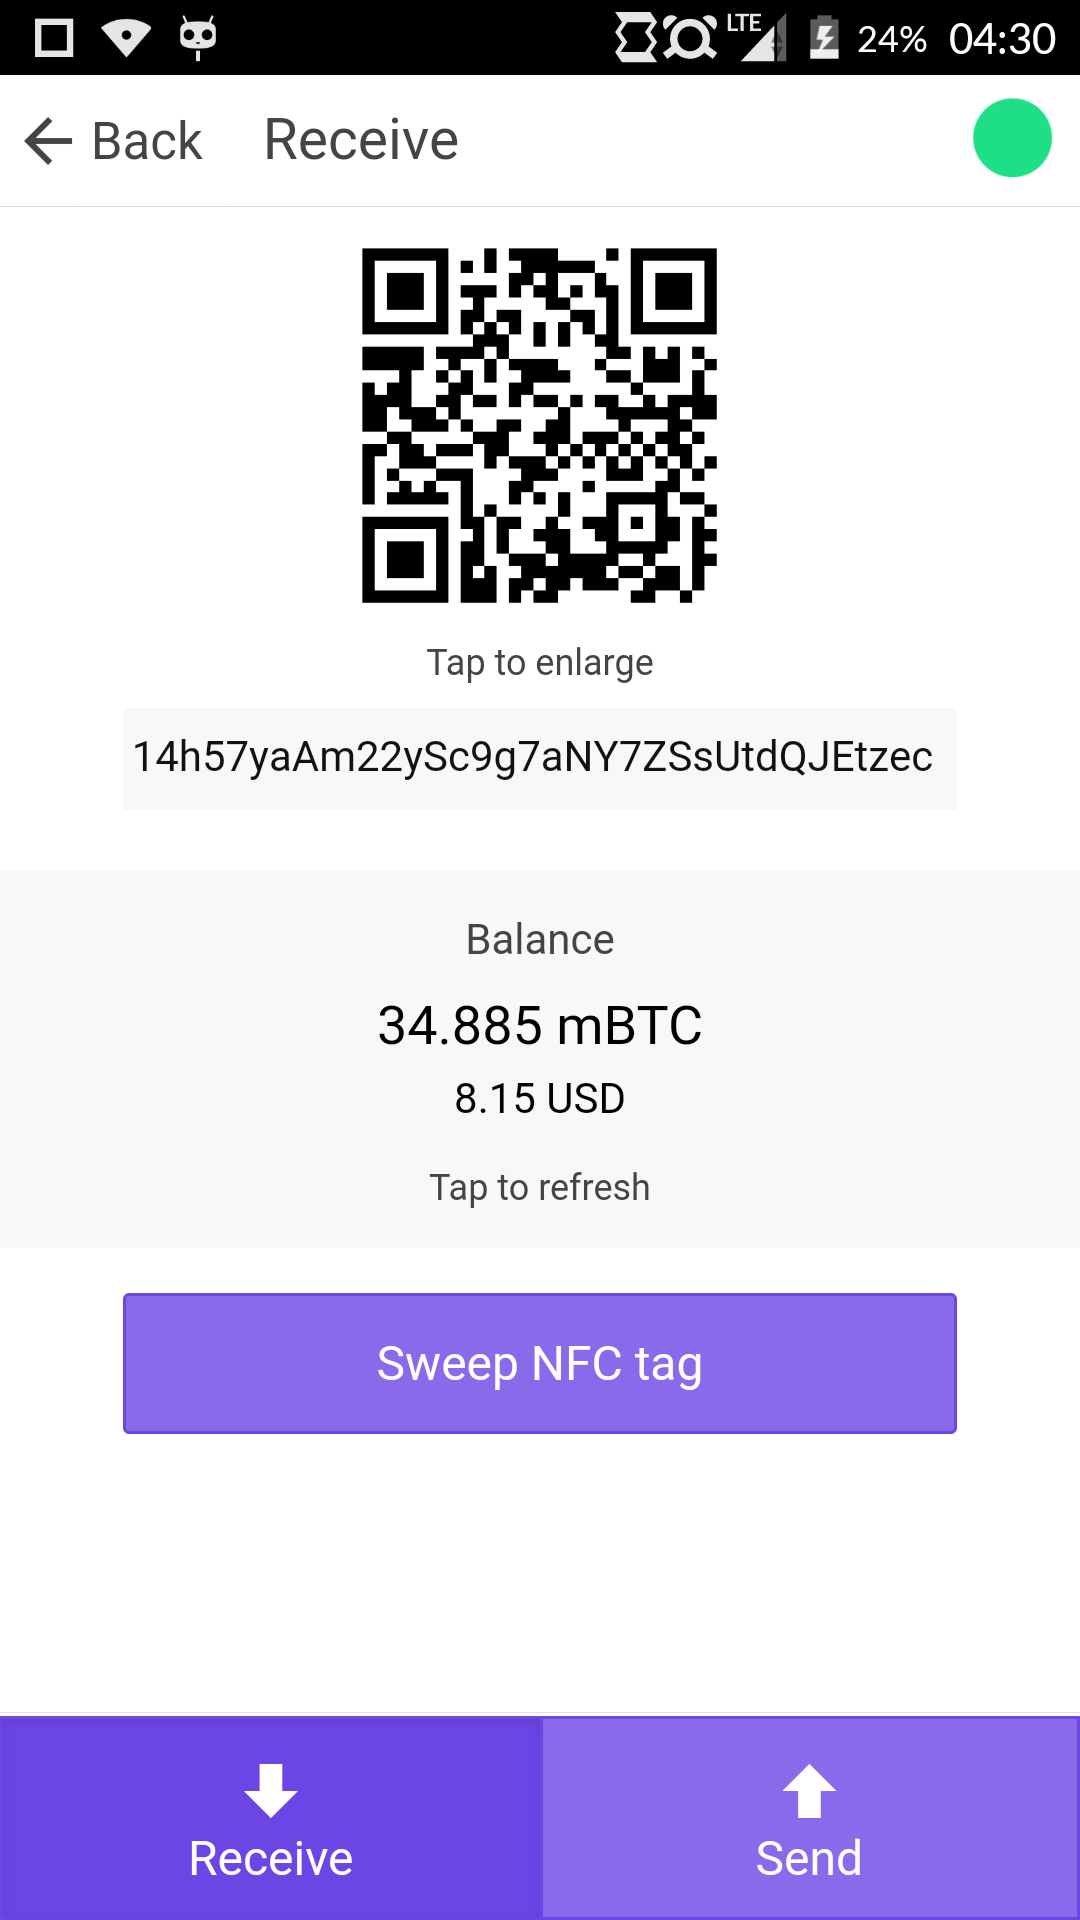 LTE 24% 04:30
Back Receive
Tap to enlarge
14h57yaAm22ySc9g7aNY7ZSsUtdQJEtzec
Balance
34.885 mBTC
8.15 USD
Tap to refresh
Sweep NFC tag
Receive Send